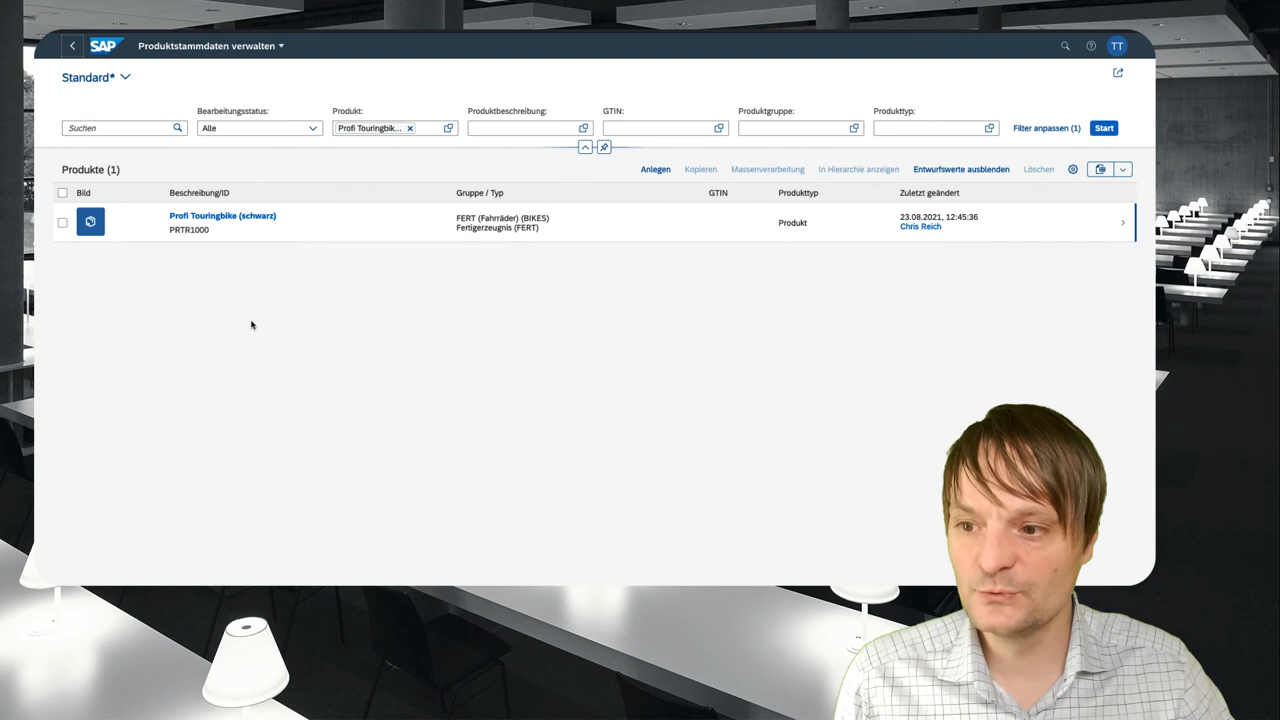 SAP Produktstammdaten verwalten TT
Standard*
Bearbeitungsstatus: Produkt: Produktbeschreibung: GTIN: Produktgruppe: Produkttyp:
Suchen Alle Profi Touringbik... Filter anpassen (1) Start
Produkte (1) Anlegen Kopieren Massenverarbeitung In Hierarchie anzeigen Entwurfswerte ausblenden Löschen
Bild Beschreibung/ID Gruppe / Typ GTIN Produkttyp Zuletzt geändert
Profi Touringbike (schwarz) FERT (Fahrräder) (BIKES) Produkt 23.08.2021, 12:45:36
PRTR1000 Fertigerzeugnis (FERT) Chris Reich